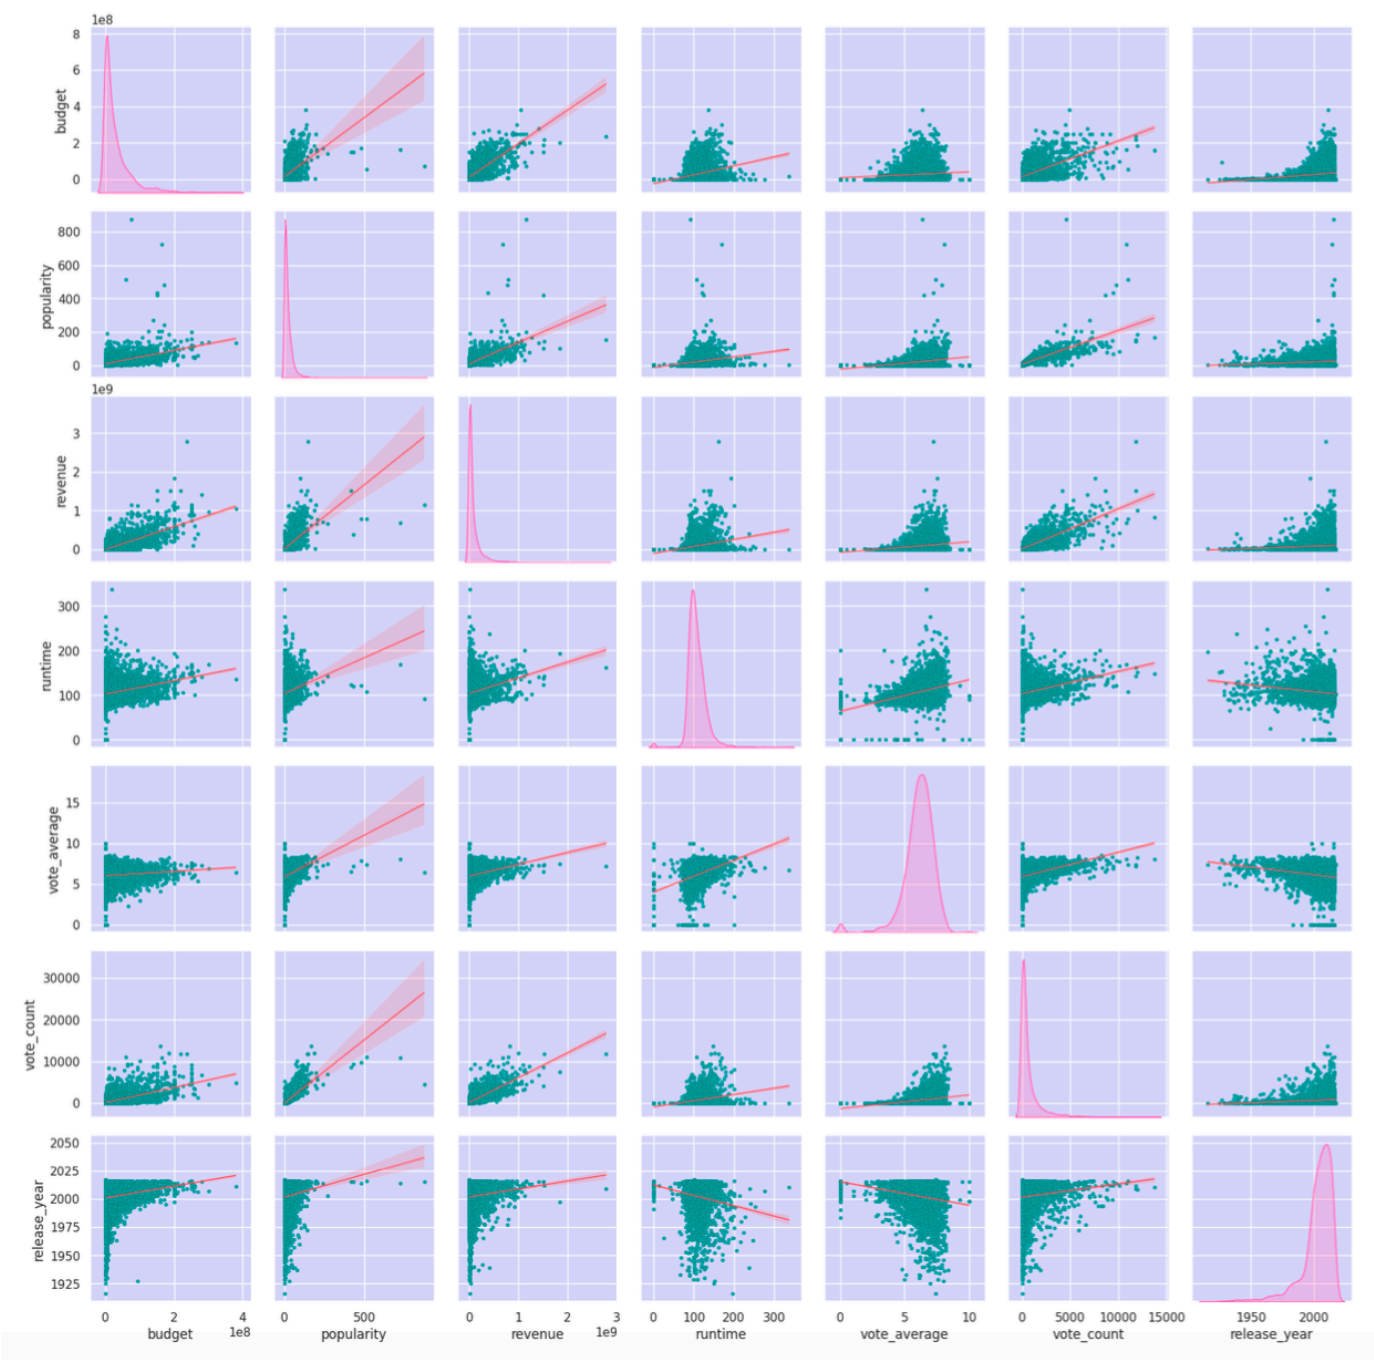 1e8
8
6
4
2
0
budget
800
600
400
200
0
popularity
1e9
3
2
1
0
revenue
300
200
100
0
runtime
15
10
5
0
vote_average
30000
20000
10000
0
vote_count
2050
2025
2000
1975
1950
1925
release_year
0 2 4 0 500 0 1 2 3 0 100 200 300 0 5 10 0 5000 10000 15000 1950 2000
1e8 1e9
budget popularity revenue runtime vote_average vote_count release_year